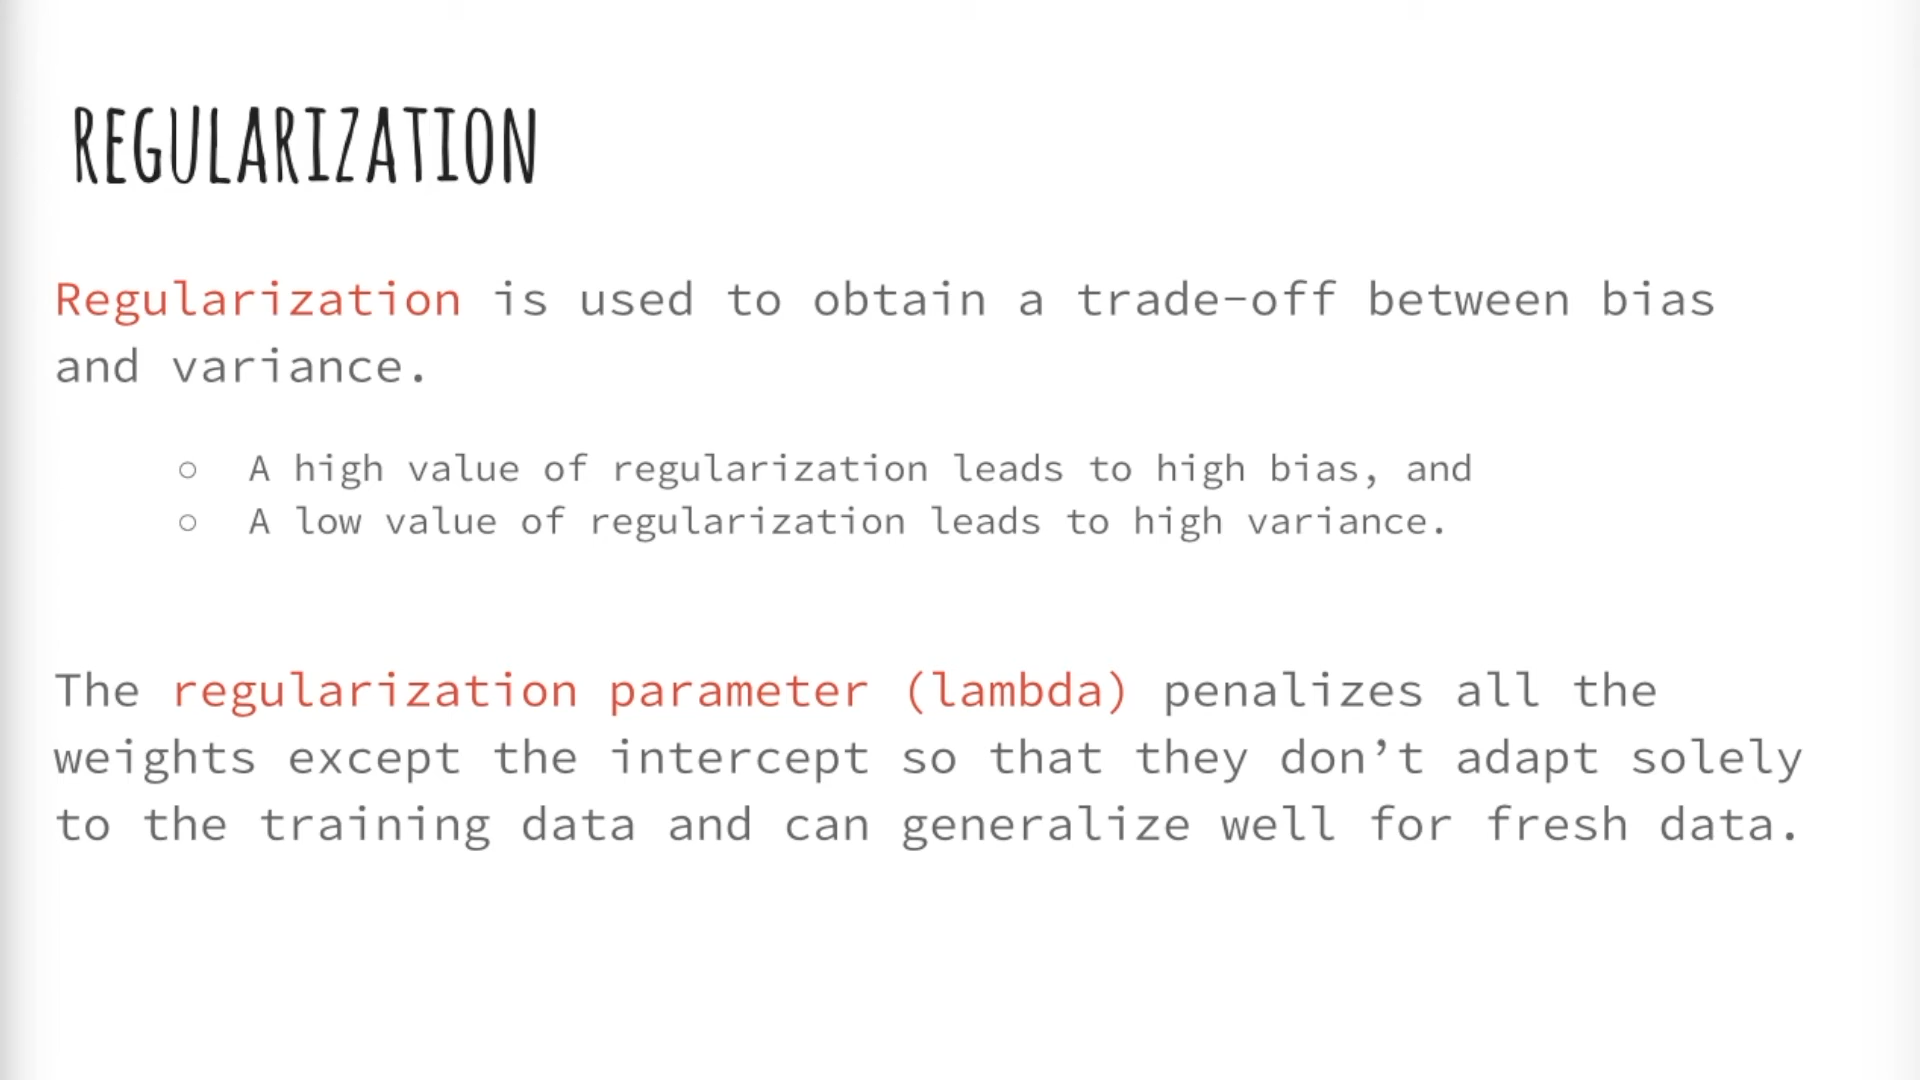 REGULARIZATION
Regularization is used to obtain a trade-off between bias
and variance.
○ A high value of regularization leads to high bias, and
○ A low value of regularization leads to high variance.
The regularization parameter (lambda) penalizes all the
weights except the intercept so that they don’t adapt solely
to the training data and can generalize well for fresh data.